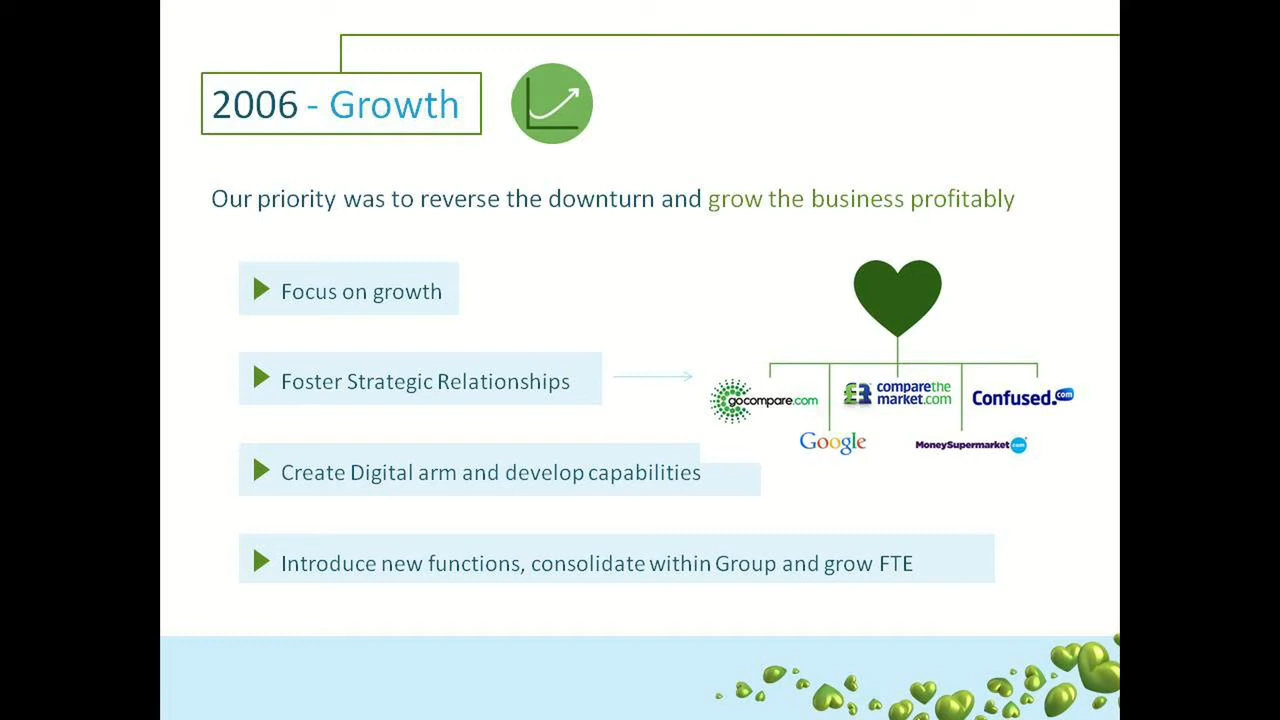 2006 - Growth
Our priority was to reverse the downturn and grow the business profitably
Focus on growth
Foster Strategic Relationships
gocompare.com
££
comparethe
market.com
Confused.com
Google
MoneySupermarket.com
Create Digital arm and develop capabilities
Introduce new functions, consolidate within Group and grow FTE